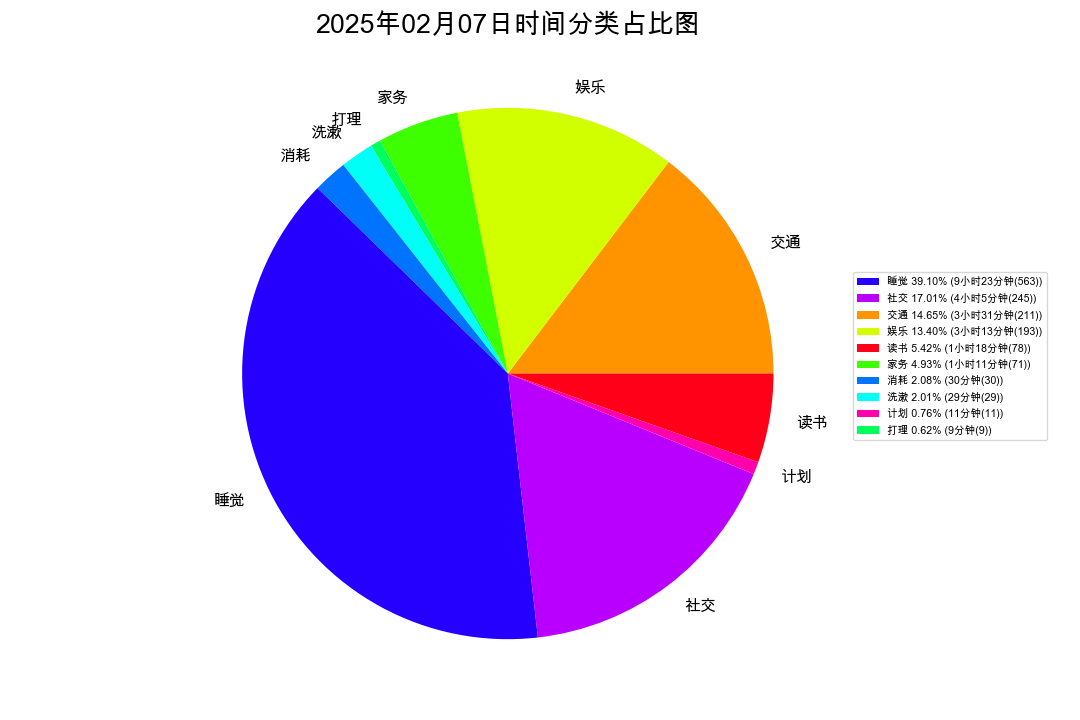 2025年02月07日时间分类占比图
娱乐
家务
打理
洗漱
消耗
交通
睡觉
读书
计划
社交
睡觉 39.10% (9小时23分钟(563))
社交 17.01% (4小时5分钟(245))
交通 14.65% (3小时31分钟(211))
娱乐 13.40% (3小时13分钟(193))
读书 5.42% (1小时18分钟(78))
家务 4.93% (1小时11分钟(71))
消耗 2.08% (30分钟(30))
洗漱 2.01% (29分钟(29))
计划 0.76% (11分钟(11))
打理 0.62% (9分钟(9))